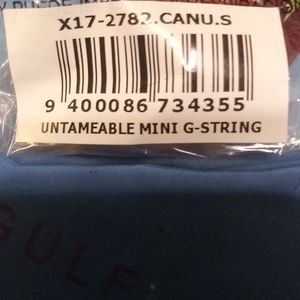 X17-2782.CANU.S
9 400086 734355
UNTAMEABLE MINI G-STRING
GULF